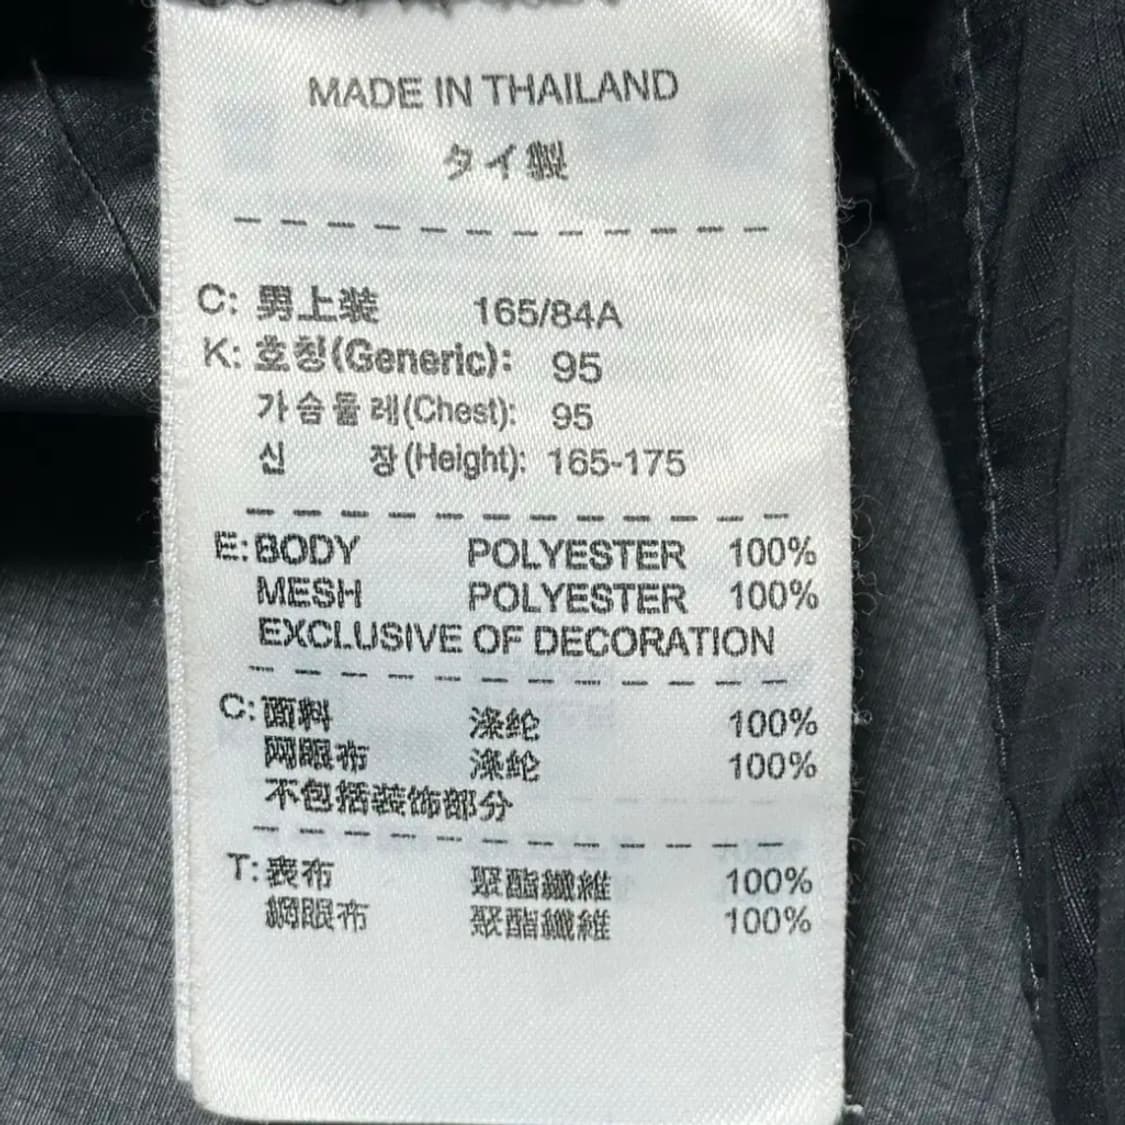 MADE IN THAILAND
タイ製
C: 男上装 165/84A
K: 호칭(Generic): 95
가슴둘레(Chest): 95
신 장(Height): 165-175
E: BODY POLYESTER 100%
MESH POLYESTER 100%
EXCLUSIVE OF DECORATION
C: 面料 涤纶 100%
网眼布 涤纶 100%
不包括装饰部分
T: 表布 聚酯纖維 100%
網眼布 聚酯纖維 100%